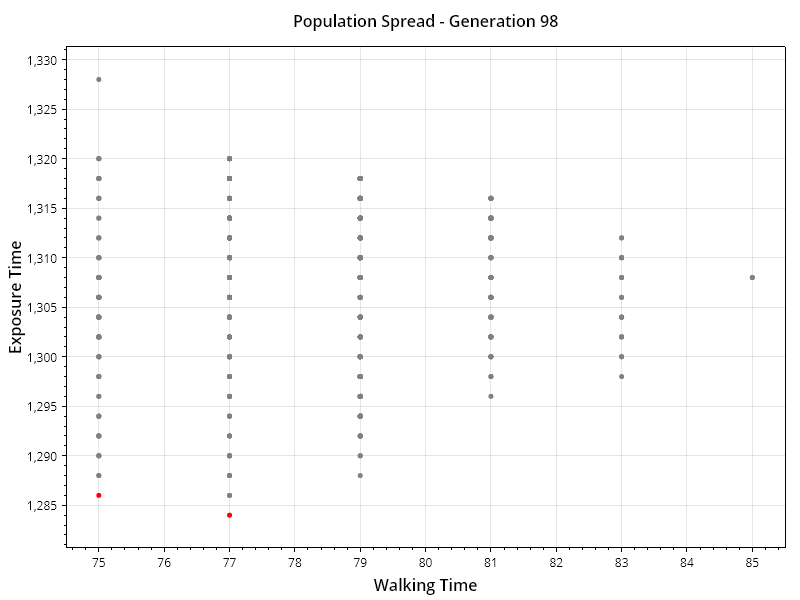 Population Spread - Generation 98
1,330
1,325
1,320
1,315
1,310
1,305
1,300
1,295
1,290
1,285
Exposure Time
75 76 77 78 79 80 81 82 83 84 85
Walking Time